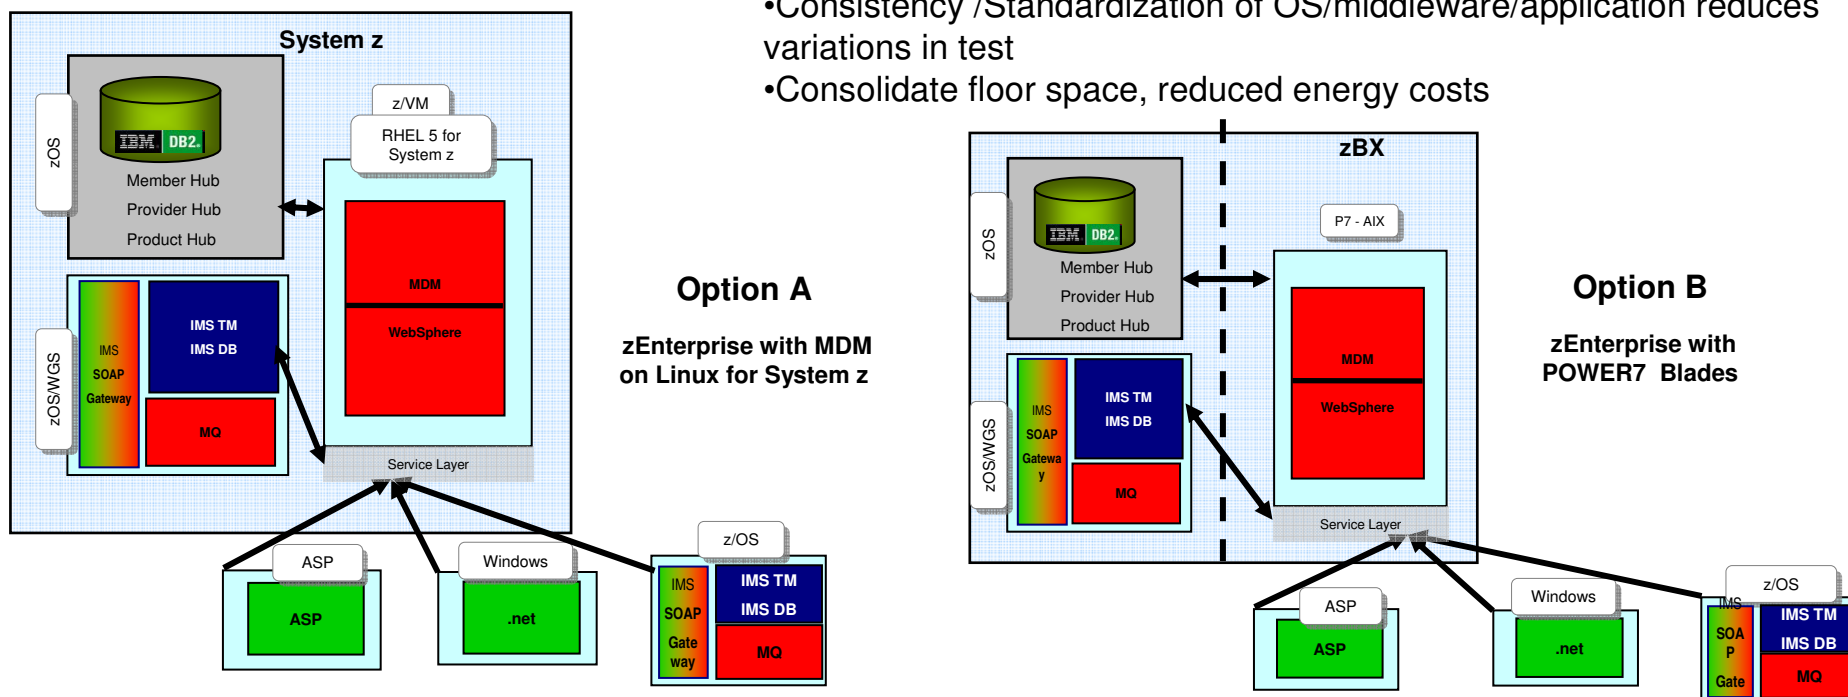 •Consistency /Standardization of OS/middleware/application reduces
variations in test
•Consolidate floor space, reduced energy costs
System z
zOS
IBM. DB2.
Member Hub
Provider Hub
Product Hub
z/VM
RHEL 5 for
System z
MDM
WebSphere
zOS/WGS
IMS
SOAP
Gateway
IMS TM
IMS DB
MQ
Service Layer
Option A
zEnterprise with MDM
on Linux for System z
ASP
ASP
Windows
.net
z/OS
IMS
SOAP
Gate
way
IMS TM
IMS DB
MQ
zBX
zOS
IBM. DB2.
Member Hub
Provider Hub
Product Hub
P7 - AIX
MDM
WebSphere
zOS/WGS
IMS
SOAP
Gatewa
y
IMS TM
IMS DB
MQ
Service Layer
Option B
zEnterprise with
POWER7 Blades
ASP
ASP
Windows
.net
z/OS
IMS
SOA
P
Gate
IMS TM
IMS DB
MQ